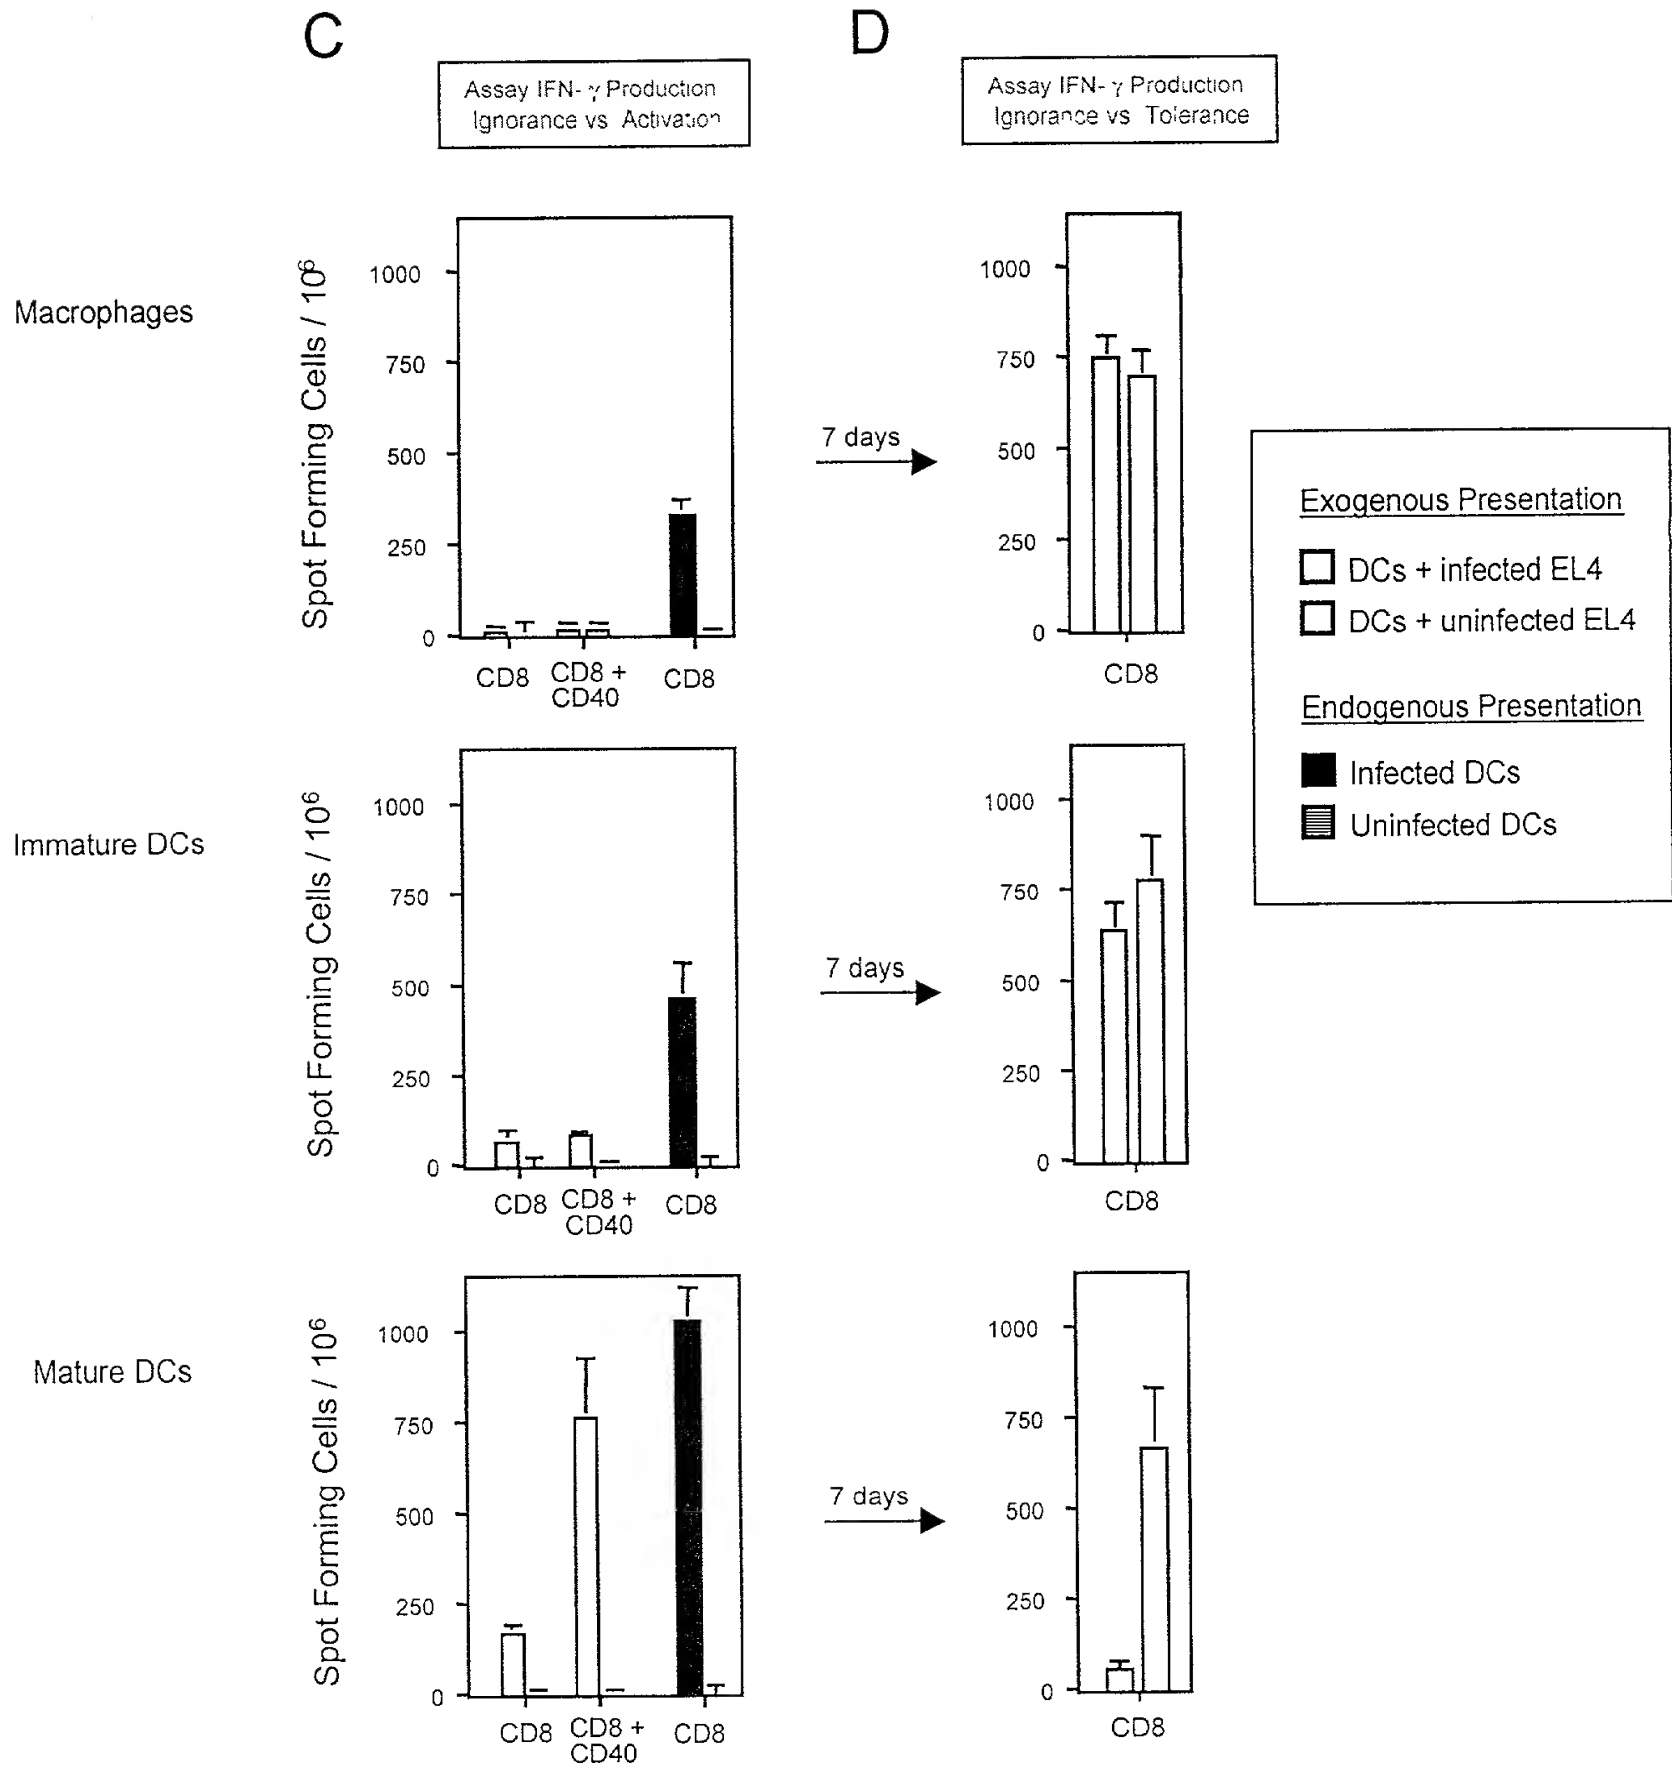 C
D
Assay IFN- γ Production
Ignorance vs Activation
Assay IFN- γ Production
Ignorance vs Tolerance
Macrophages
Spot Forming Cells / 10⁶
1000
750
500
250
0
CD8
CD8 +
CD40
CD8
7 days
1000
750
500
250
0
CD8
Exogenous Presentation
DCs + infected EL4
DCs + uninfected EL4
Endogenous Presentation
Infected DCs
Uninfected DCs
Immature DCs
Spot Forming Cells / 10⁶
1000
750
500
250
0
CD8
CD8 +
CD40
CD8
7 days
1000
750
500
250
0
CD8
Mature DCs
Spot Forming Cells / 10⁶
1000
750
500
250
0
CD8
CD8 +
CD40
CD8
7 days
1000
750
500
250
0
CD8